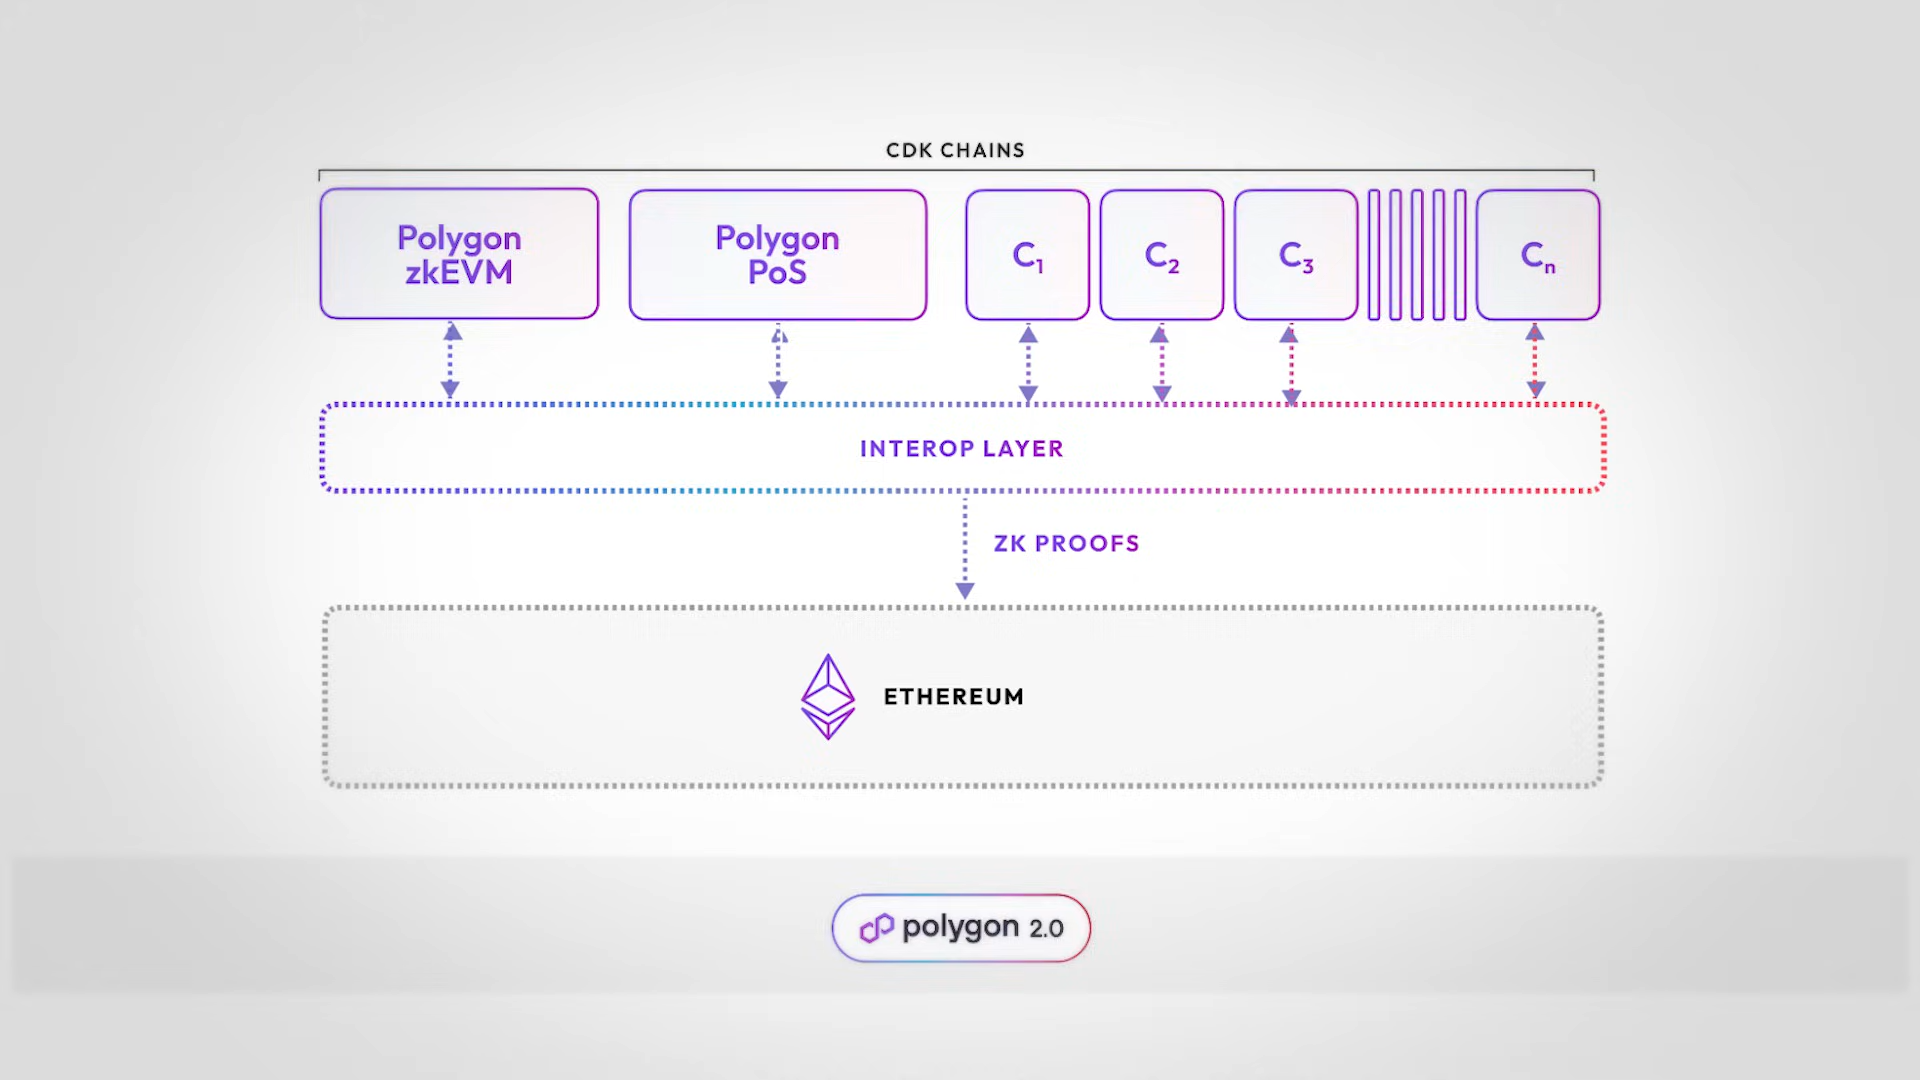 CDK CHAINS
Polygon
zkEVM
Polygon
PoS
C1
C2
C3
Cn
INTEROP LAYER
ZK PROOFS
ETHEREUM
polygon 2.0